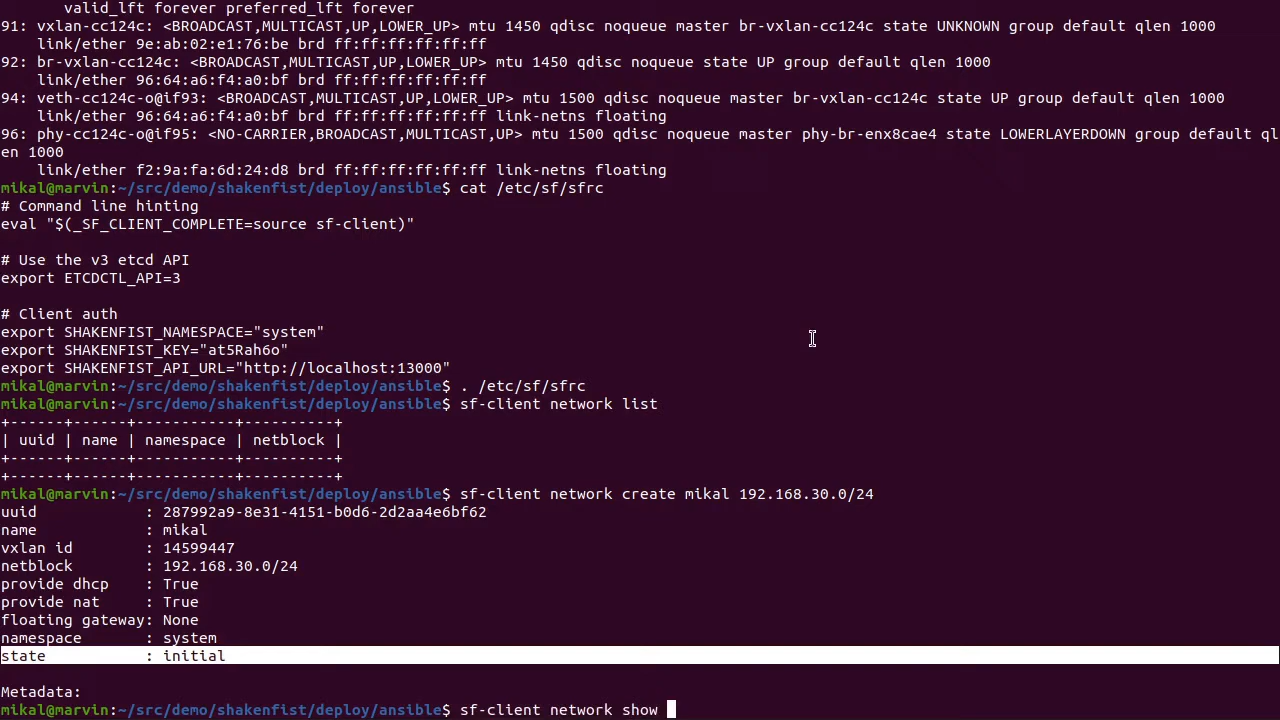 valid_lft forever preferred_lft forever
91: vxlan-cc124c: <BROADCAST,MULTICAST,UP,LOWER_UP> mtu 1450 qdisc noqueue master br-vxlan-cc124c state UNKNOWN group default qlen 1000
    link/ether 9e:ab:02:e1:76:be brd ff:ff:ff:ff:ff:ff
92: br-vxlan-cc124c: <BROADCAST,MULTICAST,UP,LOWER_UP> mtu 1450 qdisc noqueue state UP group default qlen 1000
    link/ether 96:64:a6:f4:a0:bf brd ff:ff:ff:ff:ff:ff
94: veth-cc124c-o@if93: <BROADCAST,MULTICAST,UP,LOWER_UP> mtu 1500 qdisc noqueue master br-vxlan-cc124c state UP group default qlen 1000
    link/ether 96:64:a6:f4:a0:bf brd ff:ff:ff:ff:ff:ff link-netns floating
96: phy-cc124c-o@if95: <NO-CARRIER,BROADCAST,MULTICAST,UP> mtu 1500 qdisc noqueue master phy-br-enx8cae4 state LOWERLAYERDOWN group default ql
en 1000
    link/ether f2:9a:fa:6d:24:d8 brd ff:ff:ff:ff:ff:ff link-netns floating
mikal@marvin:~/src/demo/shakenfist/deploy/ansible$ cat /etc/sf/sfrc
# Command line hinting
eval "$(_SF_CLIENT_COMPLETE=source sf-client)"

# Use the v3 etcd API
export ETCDCTL_API=3

# Client auth
export SHAKENFIST_NAMESPACE="system"
export SHAKENFIST_KEY="at5Rah6o"
export SHAKENFIST_API_URL="http://localhost:13000"
mikal@marvin:~/src/demo/shakenfist/deploy/ansible$ . /etc/sf/sfrc
mikal@marvin:~/src/demo/shakenfist/deploy/ansible$ sf-client network list
+------+------+-----------+----------+
| uuid | name | namespace | netblock |
+------+------+-----------+----------+
+------+------+-----------+----------+
mikal@marvin:~/src/demo/shakenfist/deploy/ansible$ sf-client network create mikal 192.168.30.0/24
uuid            : 287992a9-8e31-4151-b0d6-2d2aa4e6bf62
name            : mikal
vxlan id        : 14599447
netblock        : 192.168.30.0/24
provide dhcp    : True
provide nat     : True
floating gateway: None
namespace       : system
state           : initial

Metadata:
mikal@marvin:~/src/demo/shakenfist/deploy/ansible$ sf-client network show